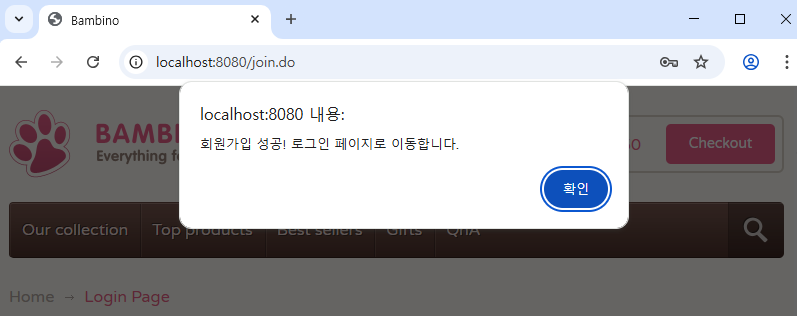 Bambino
localhost:8080/join.do
localhost:8080 내용:
회원가입 성공! 로그인 페이지로 이동합니다.
확인
BAMB
Everything fo
Checkout
Our collection
Top products
Best sellers
Gifts
QnA
Home → Login Page